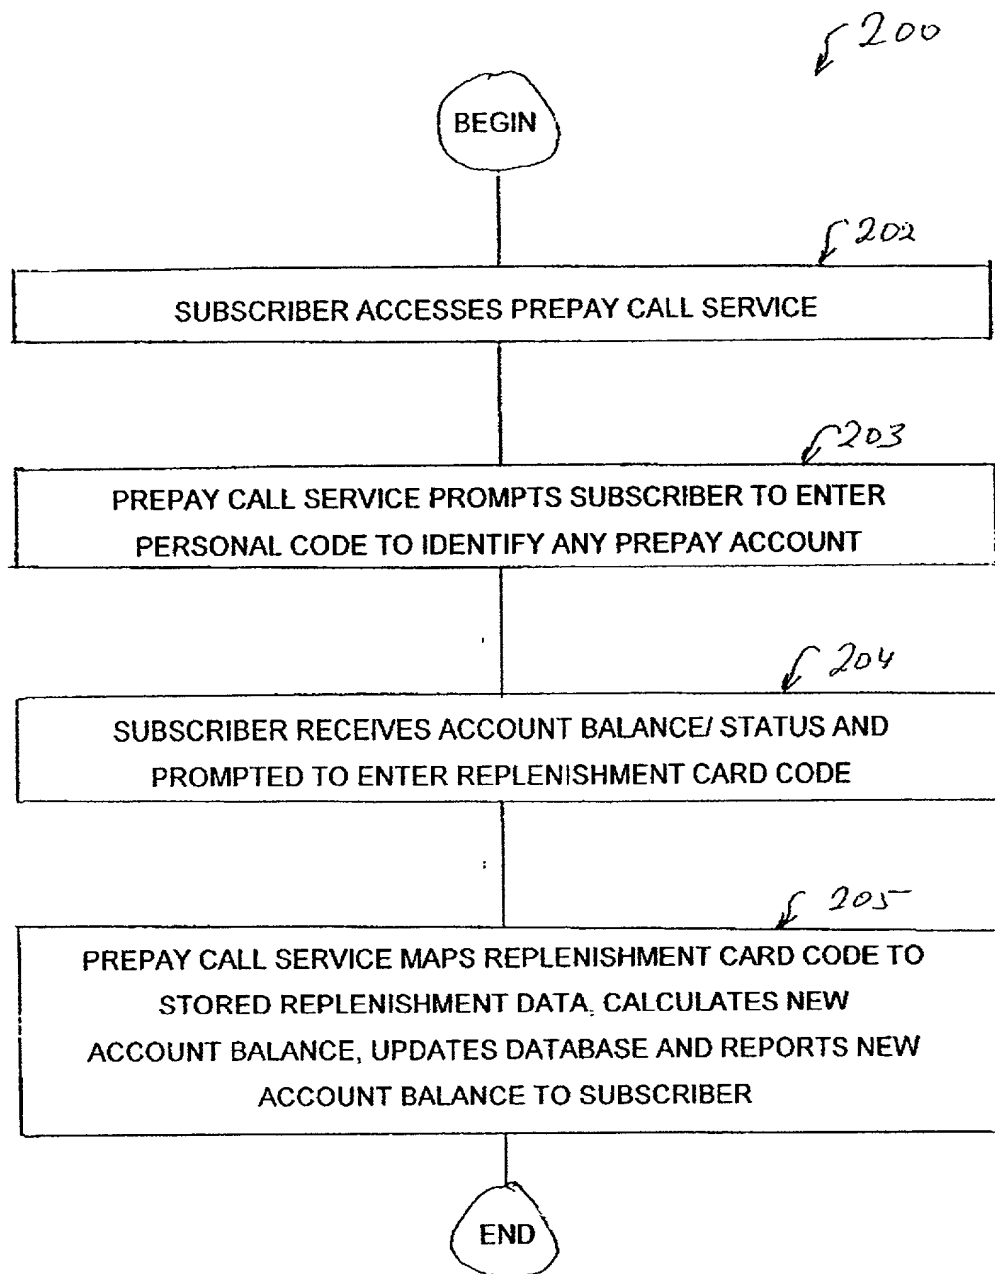 200
BEGIN
202
SUBSCRIBER ACCESSES PREPAY CALL SERVICE
203
PREPAY CALL SERVICE PROMPTS SUBSCRIBER TO ENTER
PERSONAL CODE TO IDENTIFY ANY PREPAY ACCOUNT
204
SUBSCRIBER RECEIVES ACCOUNT BALANCE/ STATUS AND
PROMPTED TO ENTER REPLENISHMENT CARD CODE
205
PREPAY CALL SERVICE MAPS REPLENISHMENT CARD CODE TO
STORED REPLENISHMENT DATA, CALCULATES NEW
ACCOUNT BALANCE, UPDATES DATABASE AND REPORTS NEW
ACCOUNT BALANCE TO SUBSCRIBER
END